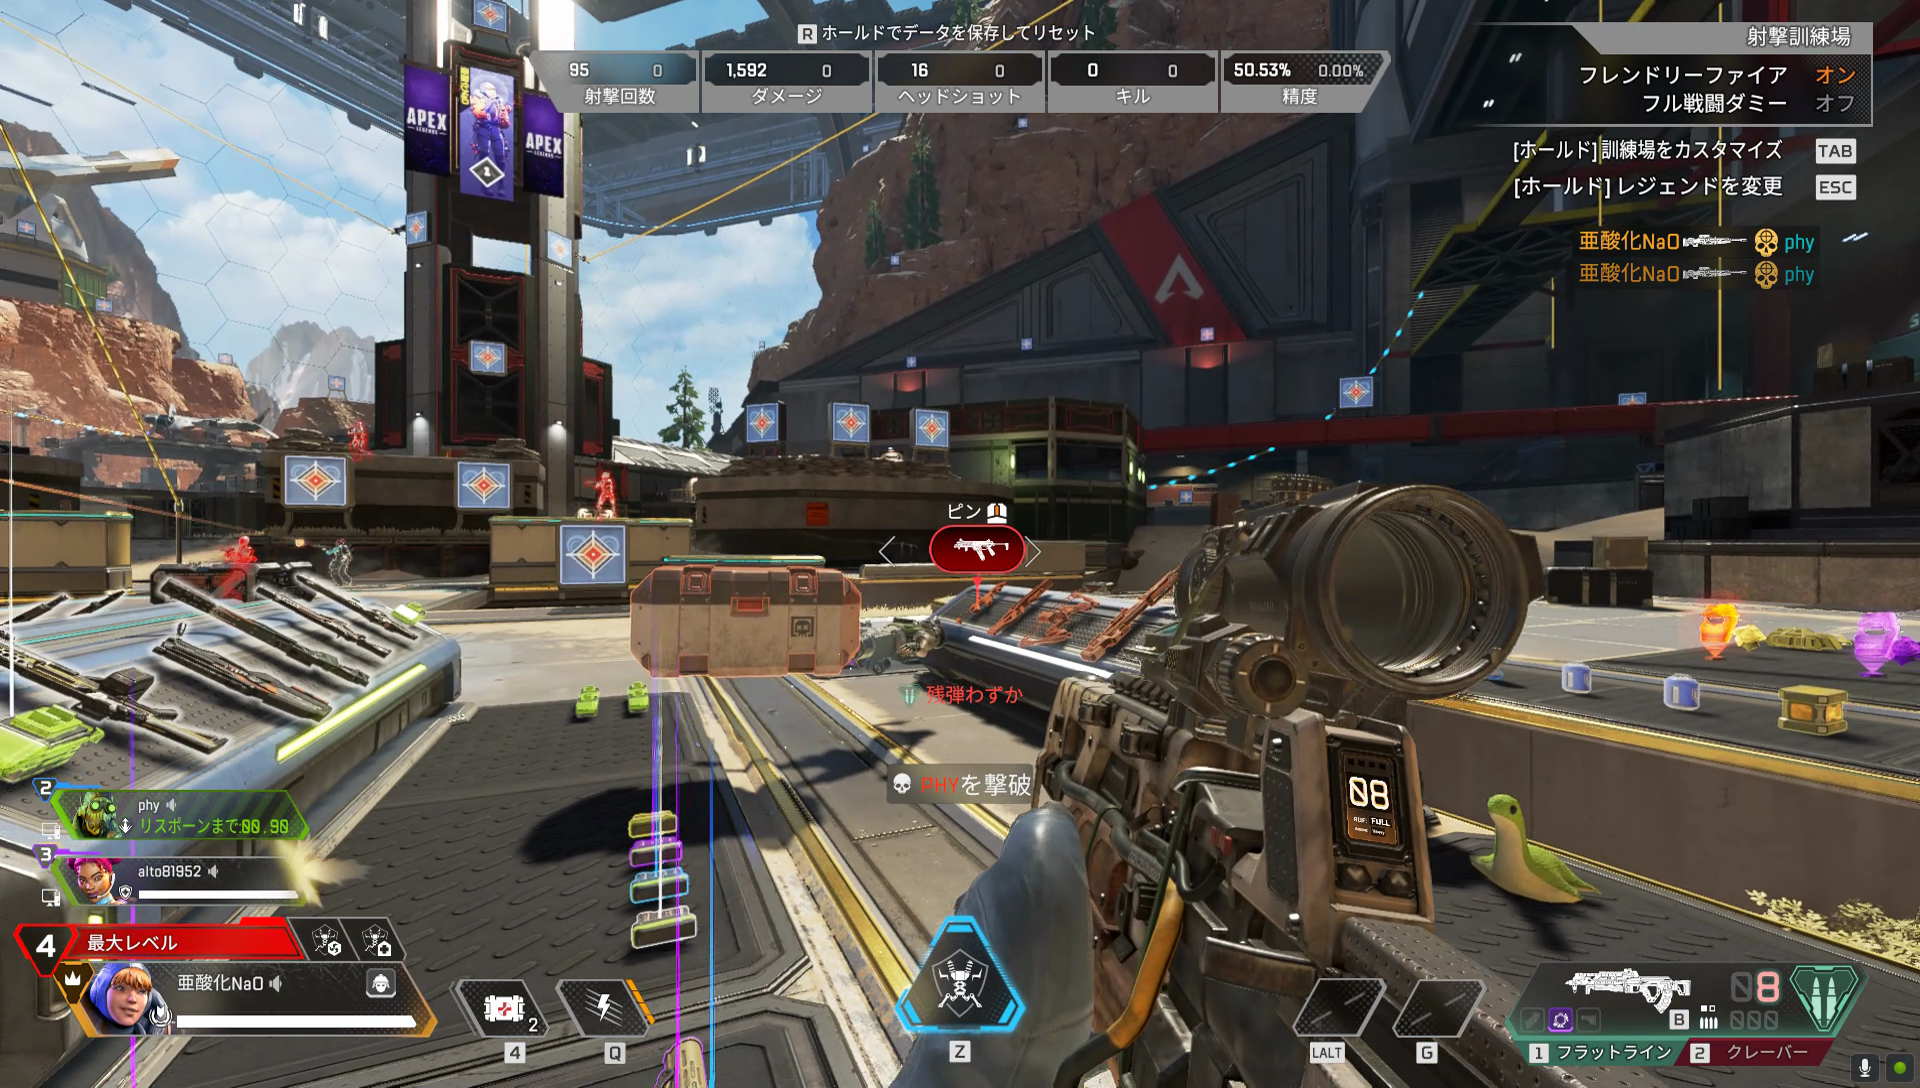 R ホールドでデータを保存してリセット
95 0
射撃回数
1,592 0
ダメージ
16 0
ヘッドショット
0 0
キル
50.53% 0.00%
精度
射撃訓練場
フレンドリーファイア オン
フル戦闘ダミー オフ
[ホールド]訓練場をカスタマイズ TAB
[ホールド]レジェンドを変更 ESC
亜酸化NaO phy
亜酸化NaO phy
APEX
LEGENDS
1
APEX
LEGENDS
ピン
残弾わずか
PHYを撃破
08
FULL
2
phy
リスポーンまで:00.90
3
alto81952
4
最大レベル
亜酸化NaO
2
4
Q
Z
LALT
G
08
B
000
1 フラットライン
2 クレーバー